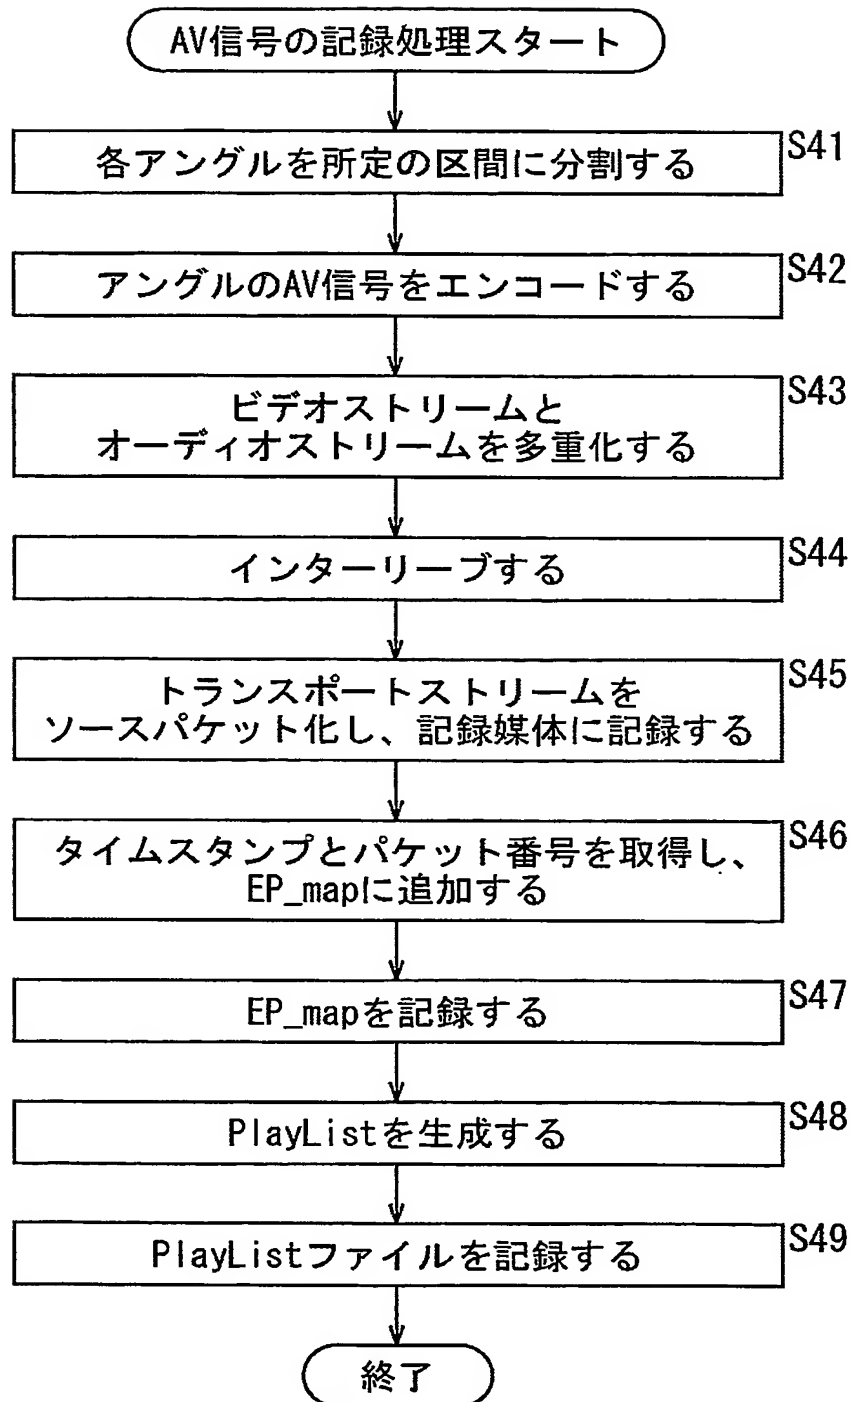 AV信号の記録処理スタート
S41
各アングルを所定の区間に分割する
S42
アングルのAV信号をエンコードする
S43
ビデオストリームと
オーディオストリームを多重化する
S44
インターリーブする
S45
トランスポートストリームを
ソースパケット化し、記録媒体に記録する
S46
タイムスタンプとパケット番号を取得し、
EP_mapに追加する
S47
EP_mapを記録する
S48
PlayListを生成する
S49
PlayListファイルを記録する
終了